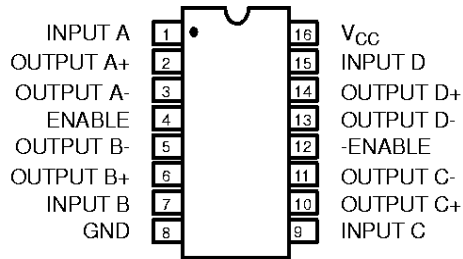 INPUT A 1 16 VCC
OUTPUT A+ 2 15 INPUT D
OUTPUT A- 3 14 OUTPUT D+
ENABLE 4 13 OUTPUT D-
OUTPUT B- 5 12 -ENABLE
OUTPUT B+ 6 11 OUTPUT C-
INPUT B 7 10 OUTPUT C+
GND 8 9 INPUT C